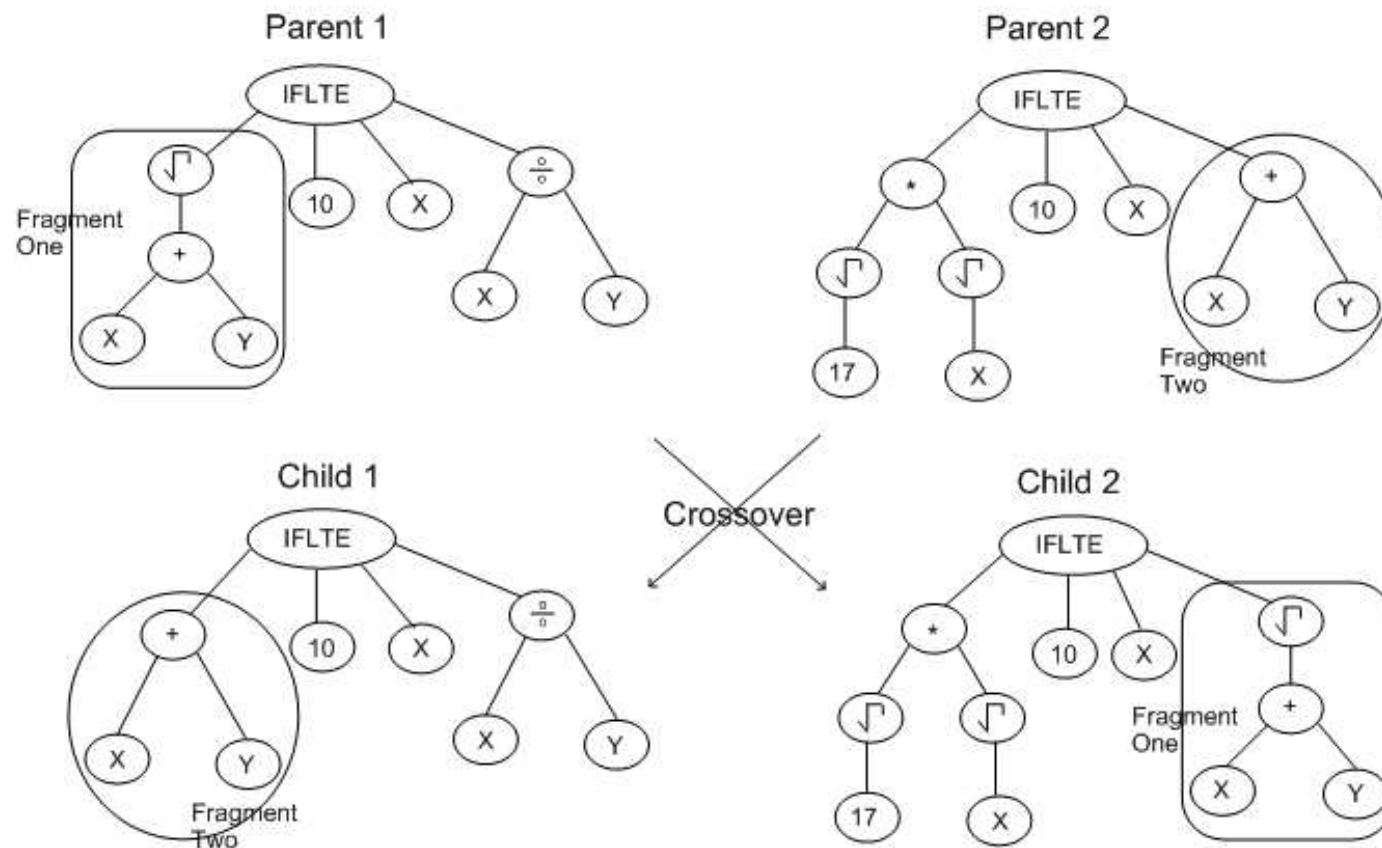 Parent 1
Parent 2
IFLTE
IFLTE
√
10
X
÷
*
10
X
+
Fragment
One
+
X
Y
√
√
X
Y
X
Y
17
X
Fragment
Two
Child 1
Child 2
Crossover
IFLTE
IFLTE
+
10
X
÷
*
10
X
√
X
Y
X
Y
√
√
Fragment
One
+
Fragment
Two
17
X
X
Y